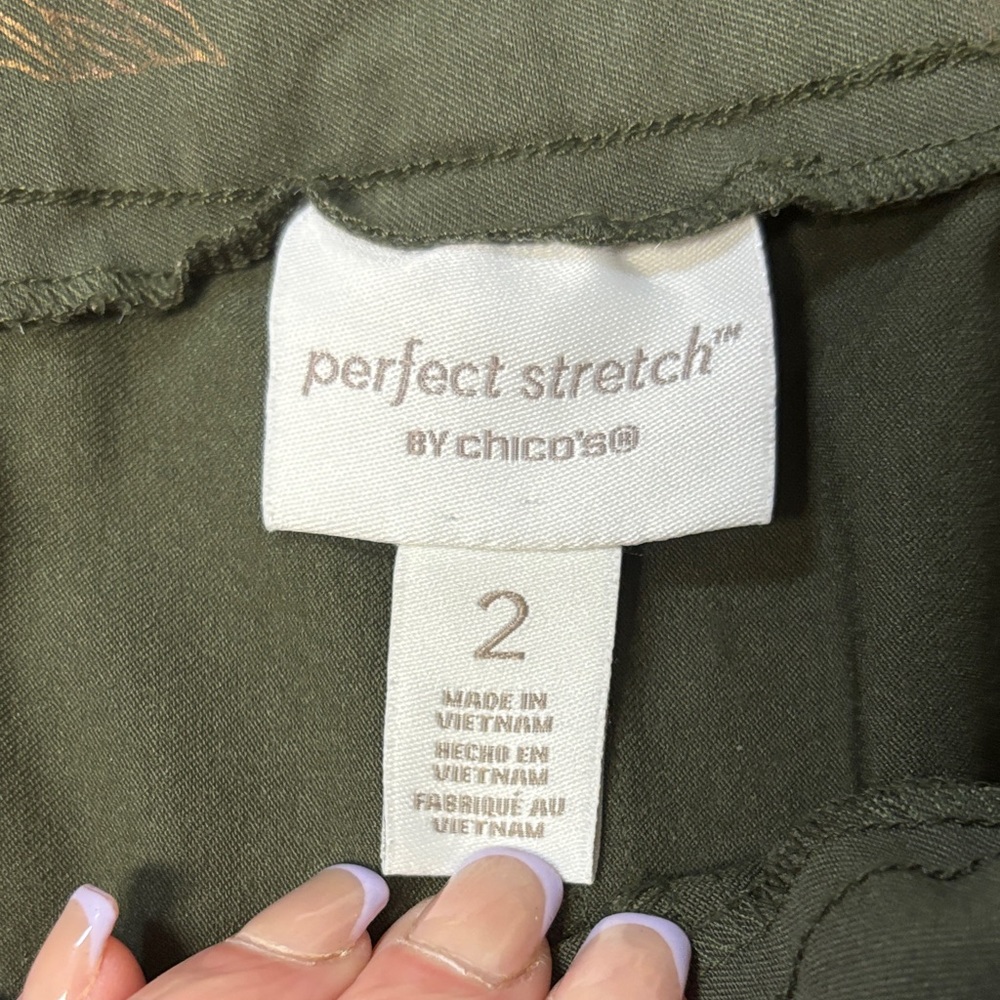 perfect stretch™
BY chico's®
2
MADE IN
VIETNAM
HECHO EN
VIETNAM
FABRIQUÉ AU
VIETNAM